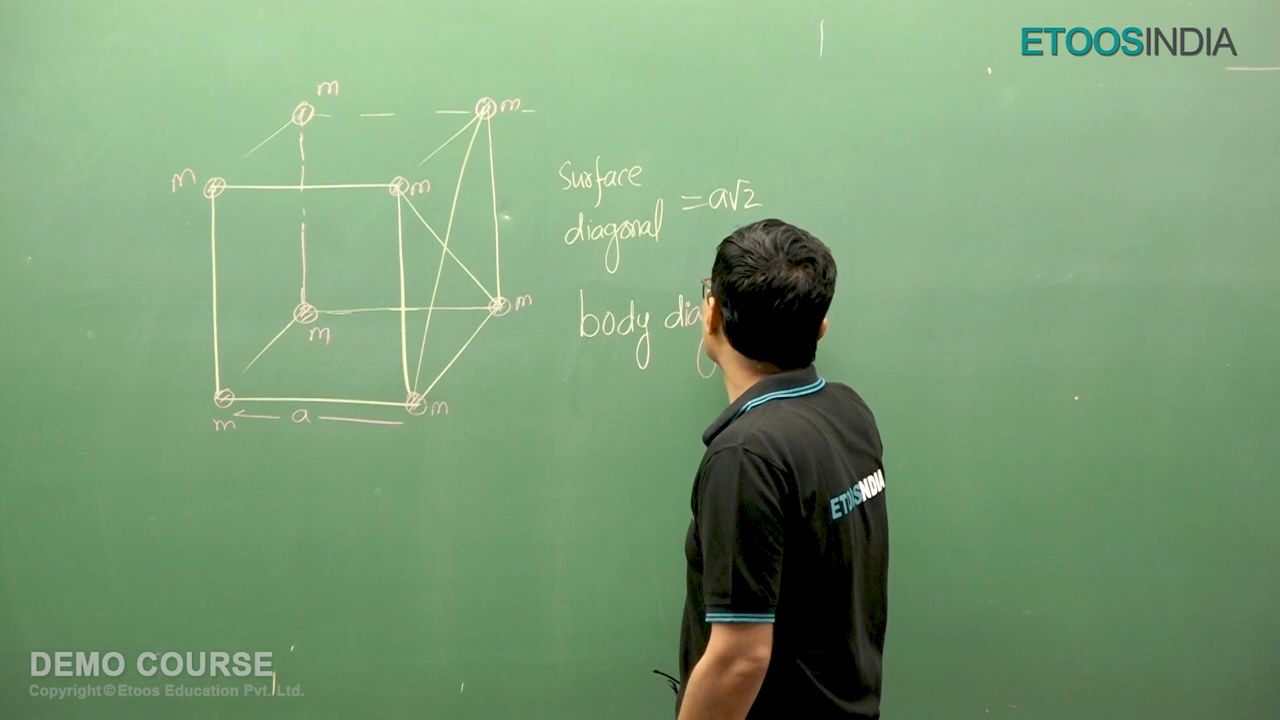 ETOOSINDIA
m
m
m
m
Surface
diagonal = a√2
m
m
body dia
m
m
a
ETOOSINDIA
DEMO COURSE
Copyright © Etoos Education Pvt. Ltd.